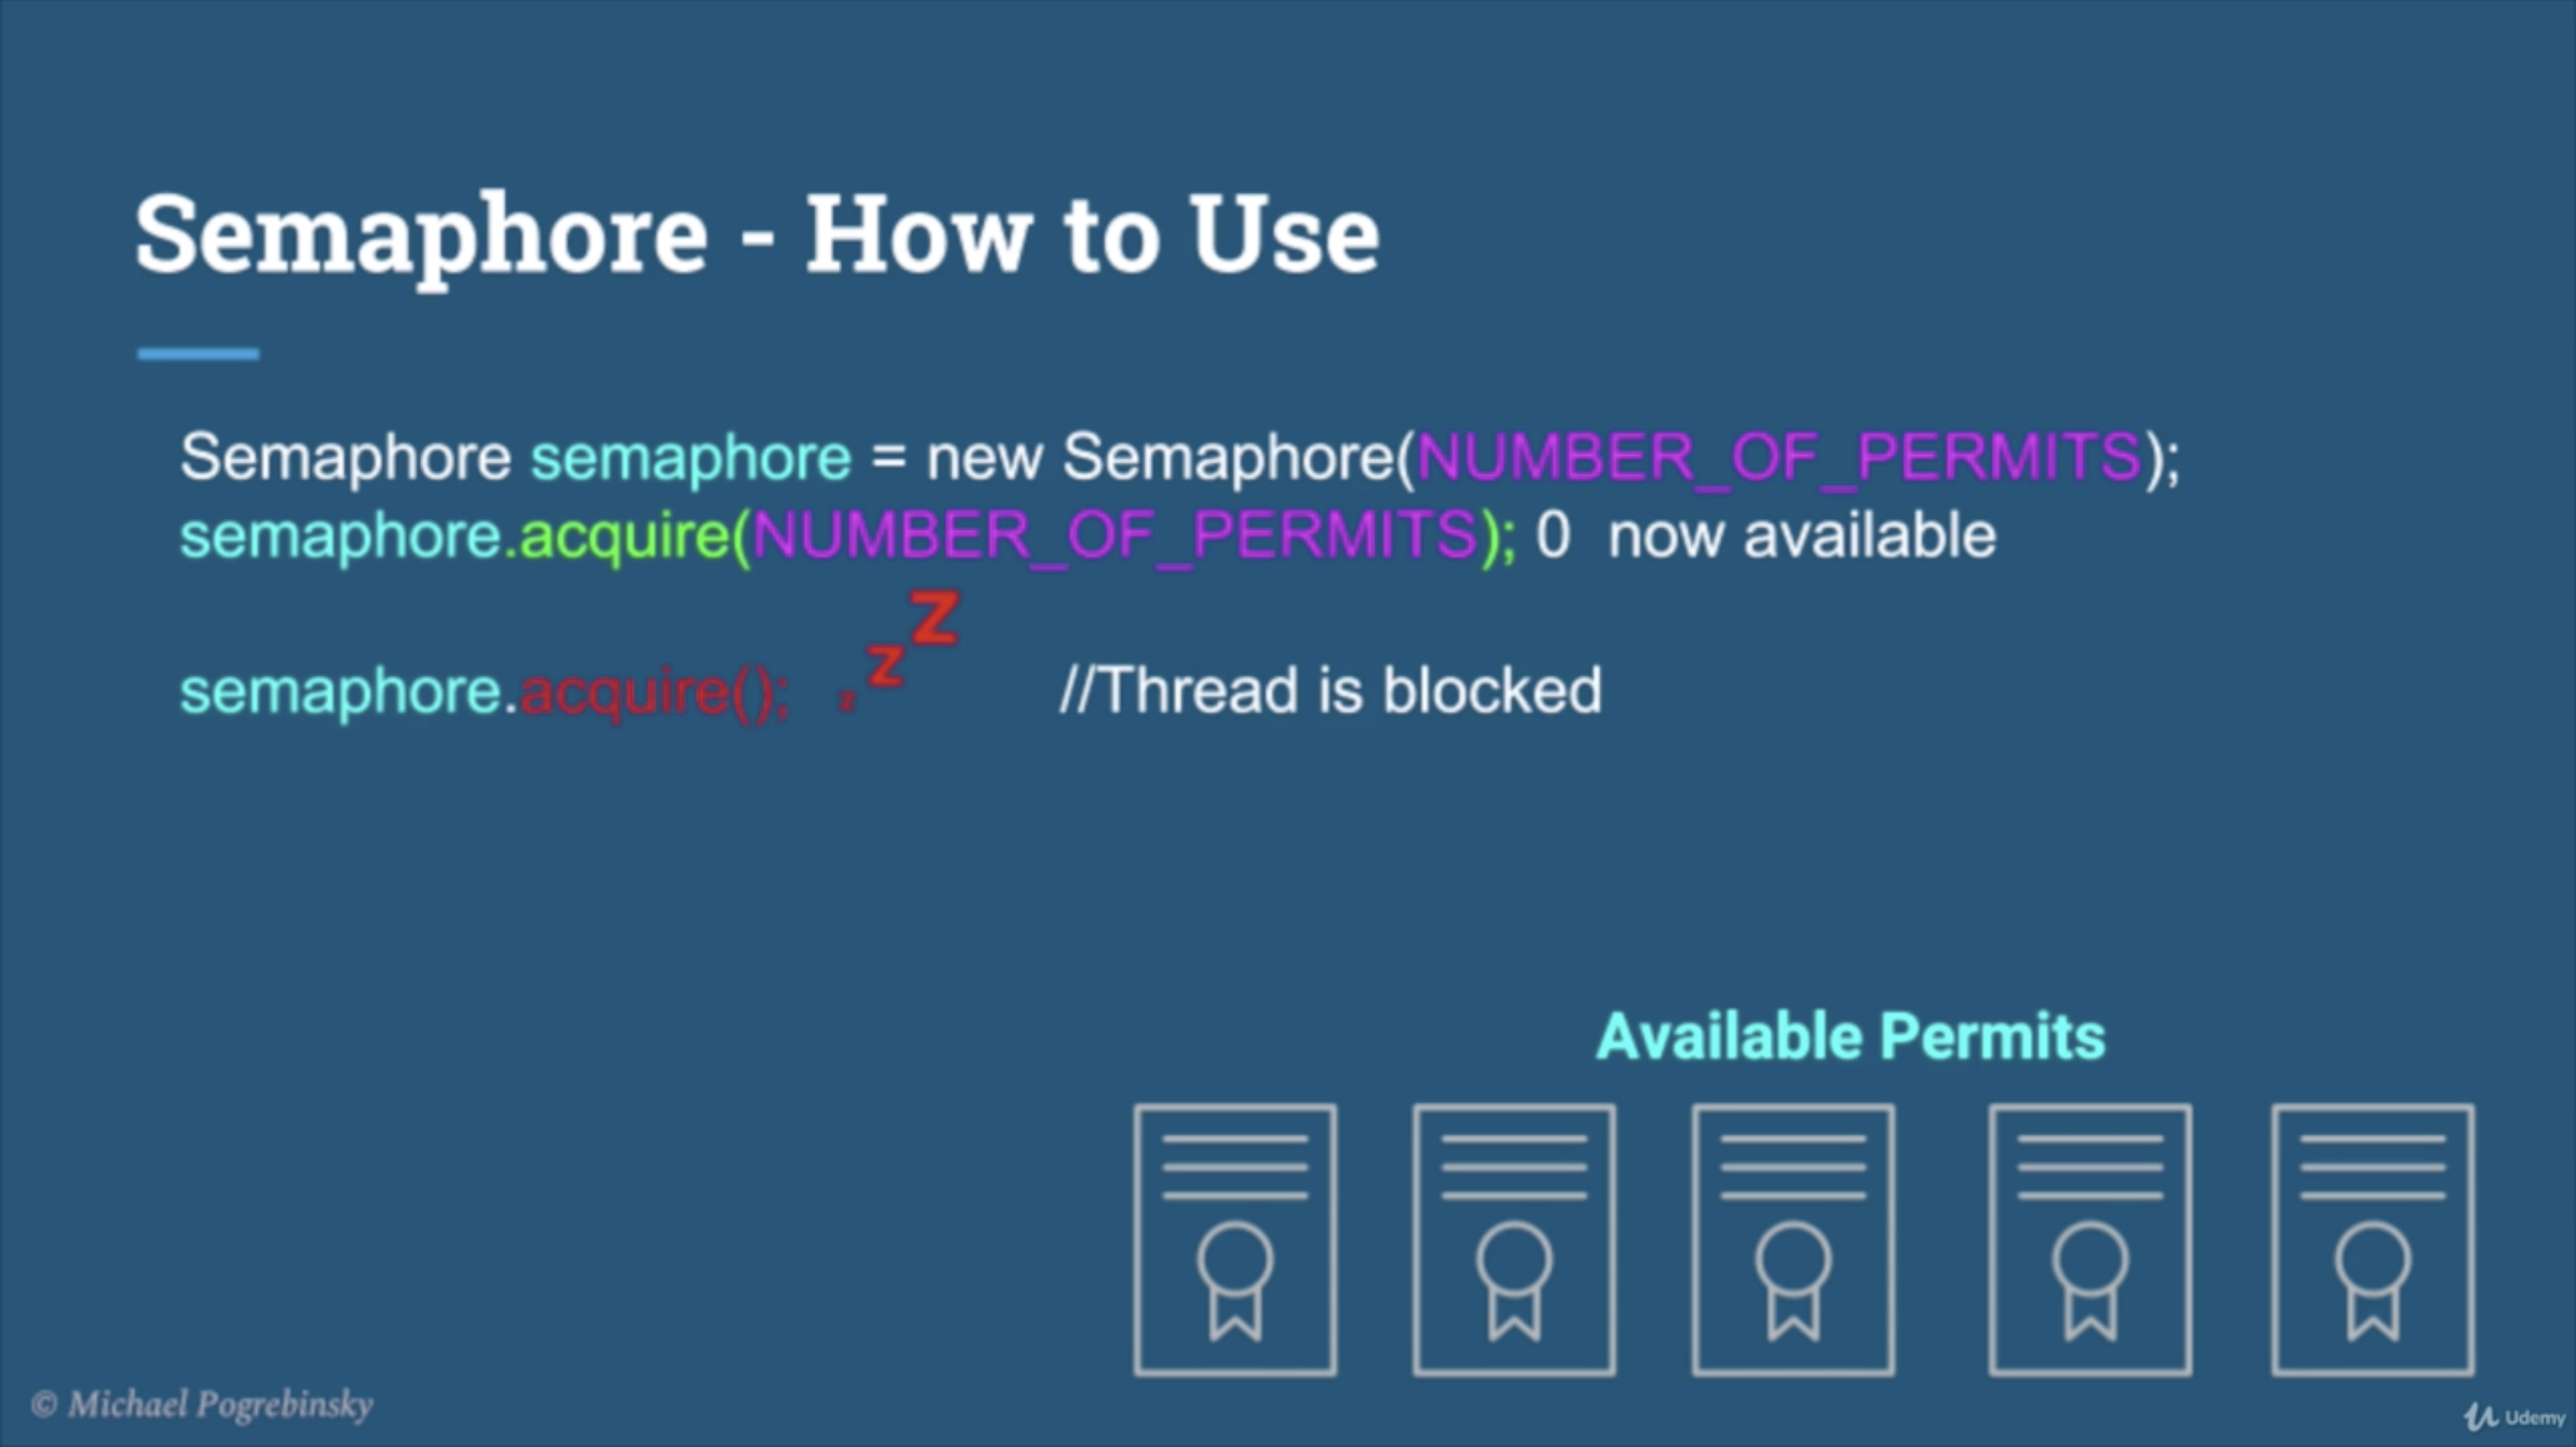 Semaphore - How to Use
Semaphore semaphore = new Semaphore(NUMBER_OF_PERMITS);
semaphore.acquire(NUMBER_OF_PERMITS); 0 now available
z z Z
semaphore.acquire(); //Thread is blocked
Available Permits
© Michael Pogrebinsky
Udemy